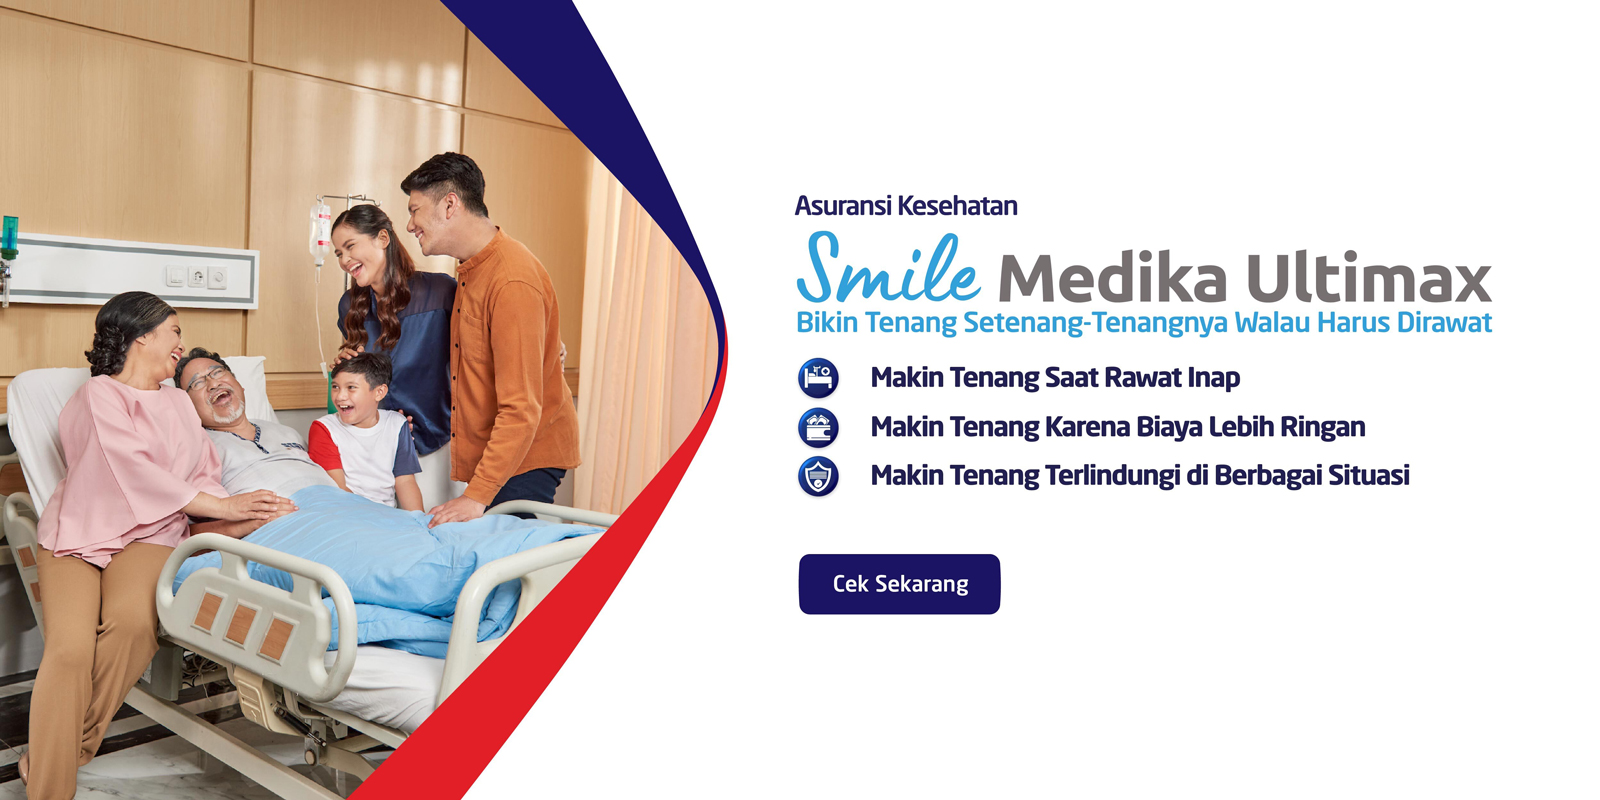 Asuransi Kesehatan
Smile Medika Ultimax
Bikin Tenang Setenang-Tenangnya Walau Harus Dirawat
Makin Tenang Saat Rawat Inap
Makin Tenang Karena Biaya Lebih Ringan
Makin Tenang Terlindungi di Berbagai Situasi
Cek Sekarang